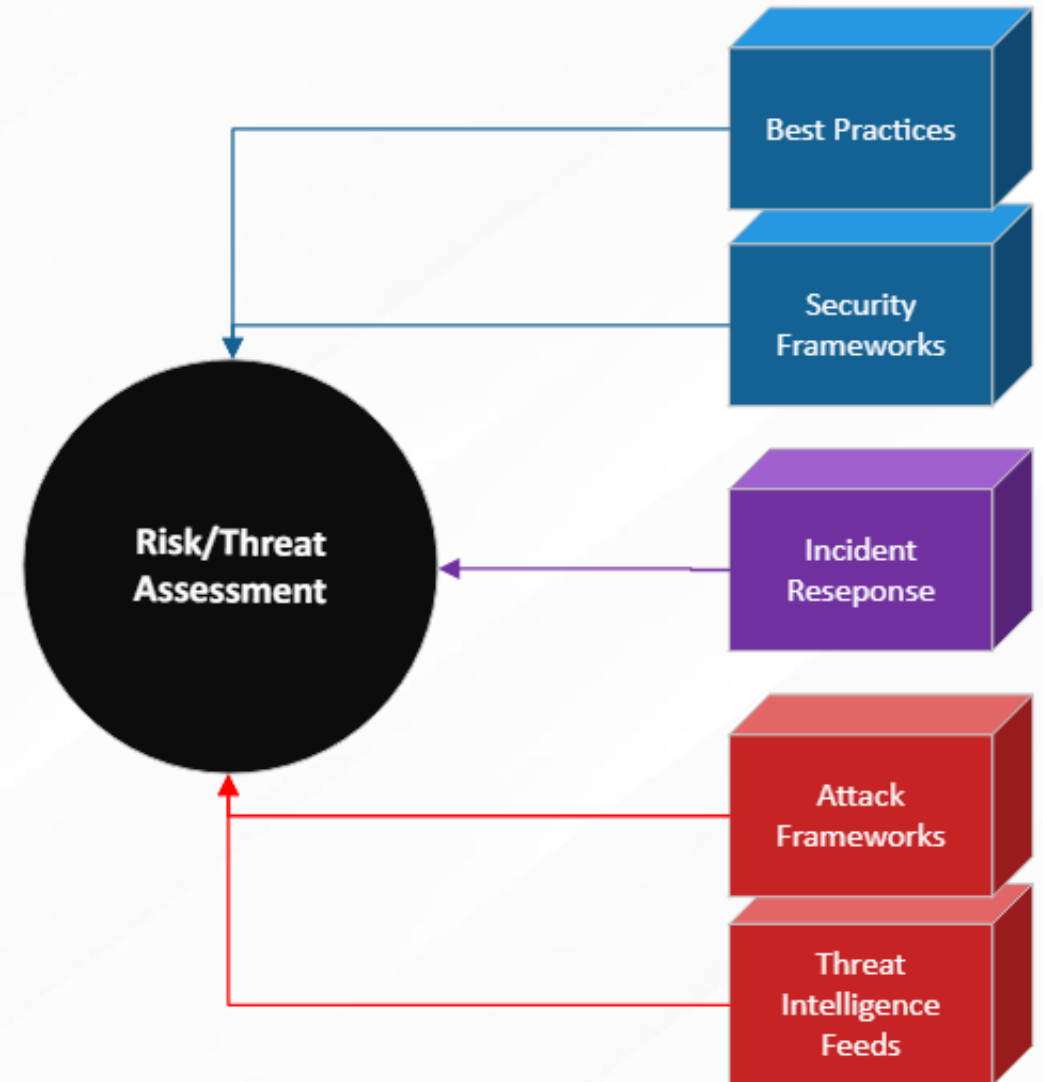 Best Practices
Security
Frameworks
Risk/Threat
Assessment
Incident
Reseponse
Attack
Frameworks
Threat
Intelligence
Feeds